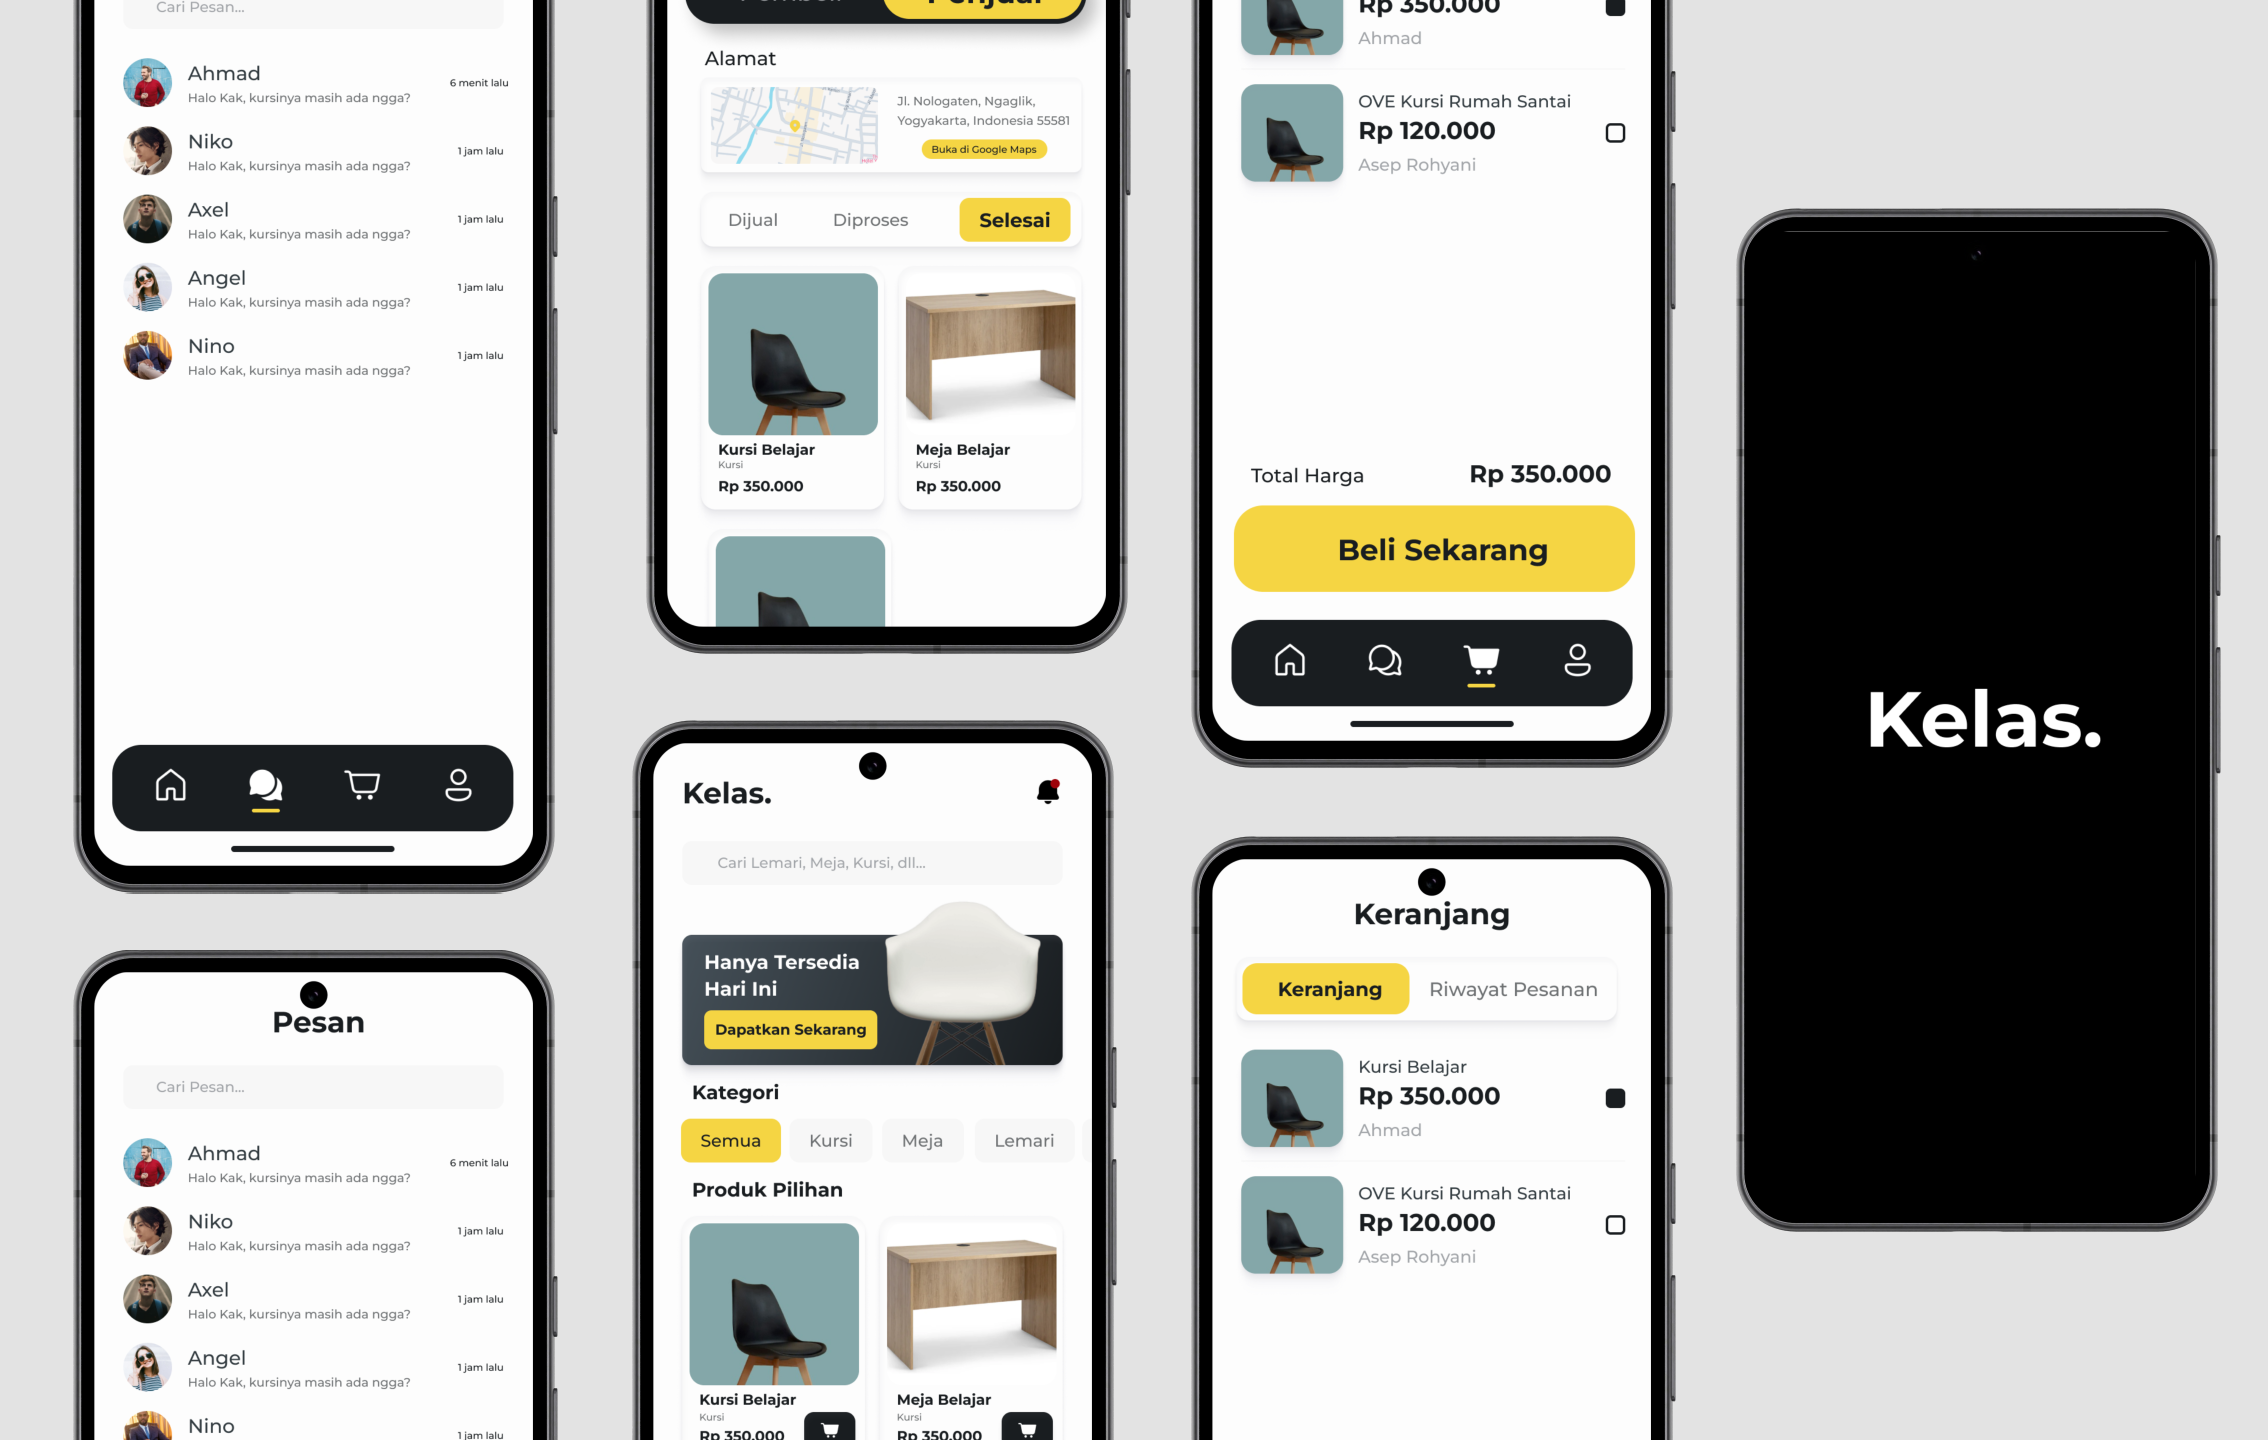 Cari Pesan...
Ahmad
6 menit lalu
Halo Kak, kursinya masih ada ngga?
Niko
1 jam lalu
Halo Kak, kursinya masih ada ngga?
Axel
1 jam lalu
Halo Kak, kursinya masih ada ngga?
Angel
1 jam lalu
Halo Kak, kursinya masih ada ngga?
Nino
1 jam lalu
Halo Kak, kursinya masih ada ngga?
Pesan
Cari Pesan...
Ahmad
6 menit lalu
Halo Kak, kursinya masih ada ngga?
Niko
1 jam lalu
Halo Kak, kursinya masih ada ngga?
Axel
1 jam lalu
Halo Kak, kursinya masih ada ngga?
Angel
1 jam lalu
Halo Kak, kursinya masih ada ngga?
Nino
1 jam lalu
Pembeli Penjual
Alamat
Jl. Nologaten, Ngaglik,
Yogyakarta, Indonesia 55581
Buka di Google Maps
Dijual Diproses Selesai
Kursi Belajar
Kursi
Rp 350.000
Meja Belajar
Kursi
Rp 350.000
Kelas.
Cari Lemari, Meja, Kursi, dll...
Hanya Tersedia
Hari Ini
Dapatkan Sekarang
Kategori
Semua Kursi Meja Lemari
Produk Pilihan
Kursi Belajar
Kursi
Rp 350.000
Meja Belajar
Kursi
Rp 350.000
Rp 350.000
Ahmad
OVE Kursi Rumah Santai
Rp 120.000
Asep Rohyani
Total Harga Rp 350.000
Beli Sekarang
Keranjang
Keranjang Riwayat Pesanan
Kursi Belajar
Rp 350.000
Ahmad
OVE Kursi Rumah Santai
Rp 120.000
Asep Rohyani
Kelas.